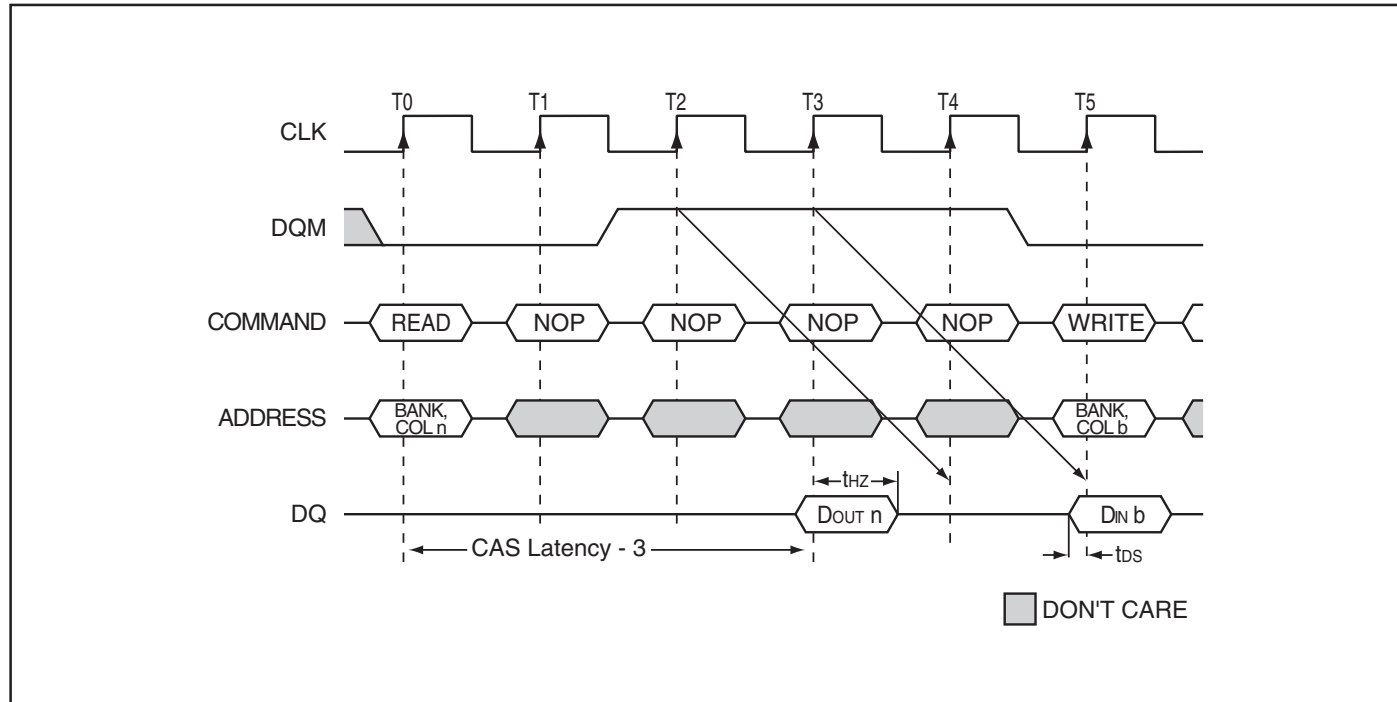 T0 T1 T2 T3 T4 T5
CLK
DQM
COMMAND READ NOP NOP NOP NOP WRITE
ADDRESS BANK, COL n BANK, COL b
tHZ
DQ DOUT n DIN b
CAS Latency - 3 tDS
DON'T CARE